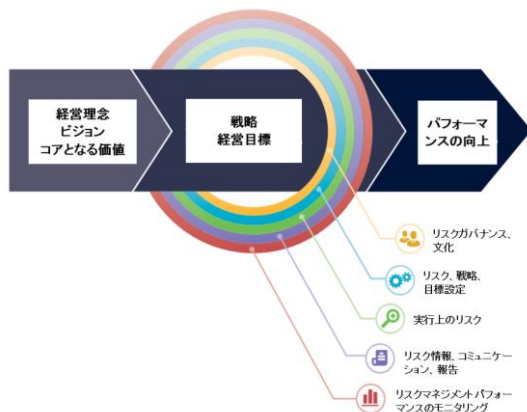 経営理念
ビジョン
コアとなる価値
戦略
経営目標
パフォーマ
ンスの向上
リスクガバナンス、
文化
リスク、戦略、
目標設定
実行上のリスク
リスク情報、コミュニケー
ション、報告
リスクマネジメントパフォー
マンスのモニタリング